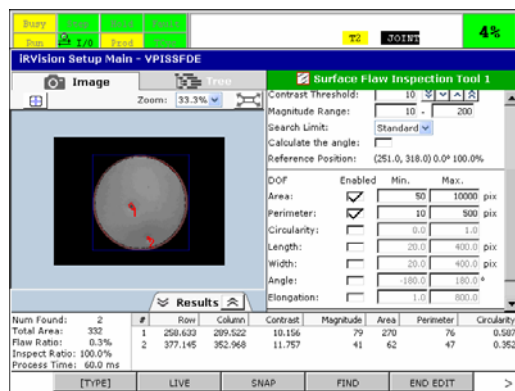 Busy Step Hold Fault
Run I/O Prod TCyc
T2 JOINT 4%
iRVision Setup Main - VPISSFDE
Image Tree Surface Flaw Inspection Tool 1
Zoom: 33.3%
Contrast Threshold: 10
Magnitude Range: 10 - 200
Search Limit: Standard
Calculate the angle:
Reference Position: (251.0, 318.0) 0.0° 100.0%
DOF Enabled Min. Max.
Area: 50 10000 pix
Perimeter: 10 500 pix
Circularity: 0.0 1.0
Length: 20.0 400.0 pix
Width: 20.0 400.0 pix
Angle: -180.0 180.0 °
Elongation: 1.0 800.0
Results
Num Found: 2
Total Area: 332
Flaw Ratio: 0.3%
Inspect Ratio: 100.0%
Process Time: 60.0 ms
# Row Column Contrast Magnitude Area Perimeter Circularity
1 258.633 289.522 10.156 79 270 76 0.587
2 377.145 352.968 11.757 41 62 47 0.352
[TYPE] LIVE SNAP FIND END EDIT >